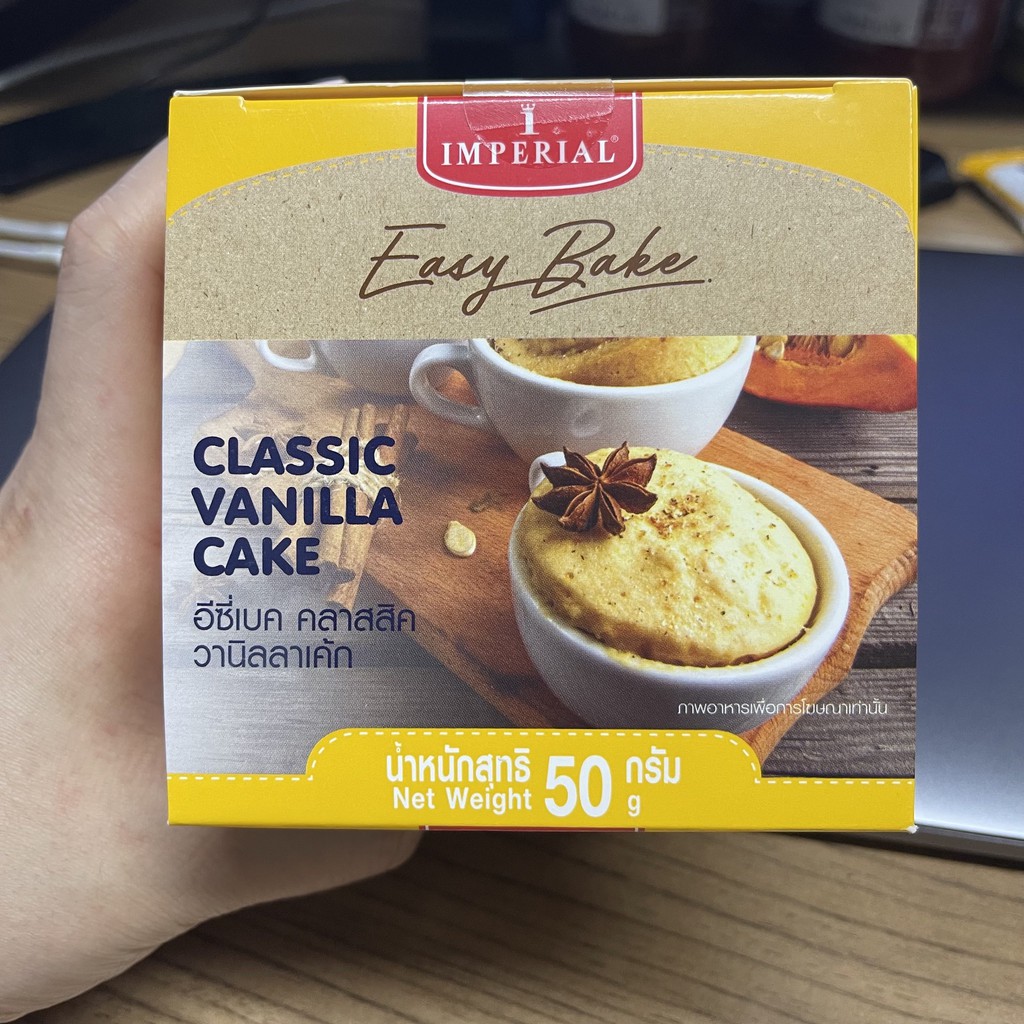 IMPERIAL®
Easy Bake
CLASSIC
VANILLA
CAKE
อีซี่เบค คลาสสิค
วานิลลาเค้ก
ภาพอาหารเพื่อการโฆษณาเท่านั้น
น้ำหนักสุทธิ 50 กรัม
Net Weight g